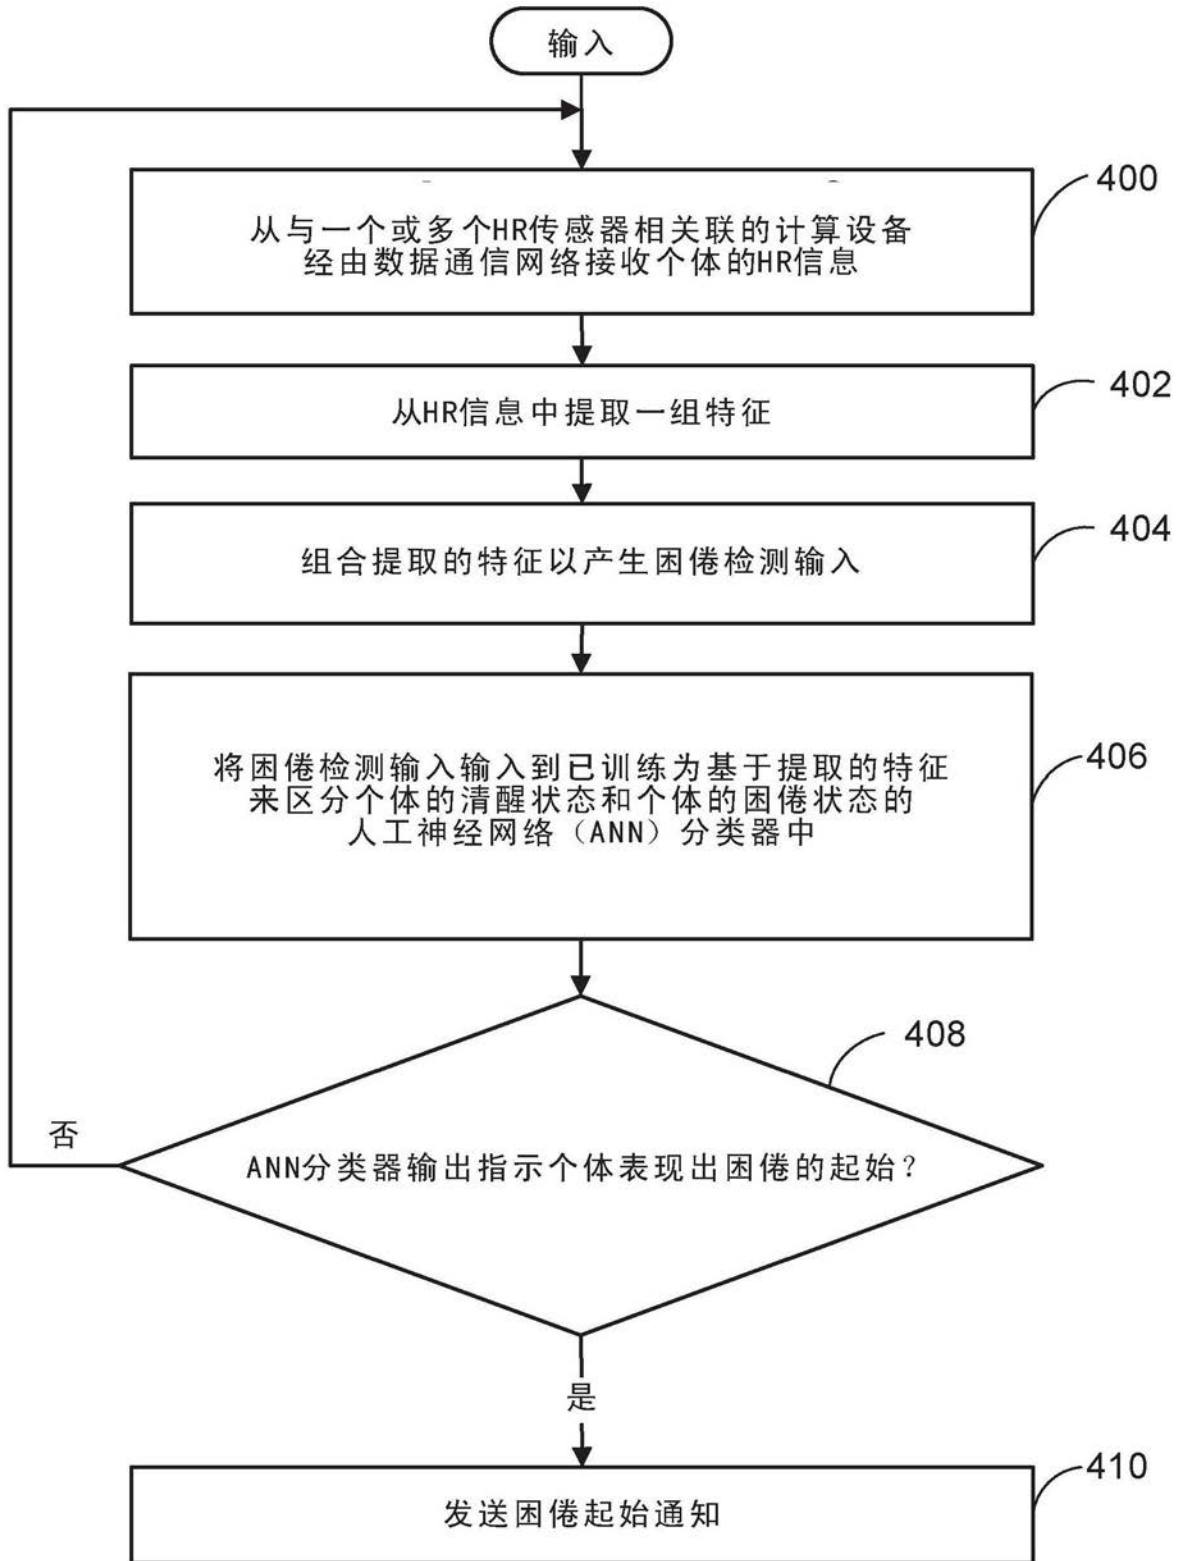 输入
400
从与一个或多个HR传感器相关联的计算设备
经由数据通信网络接收个体的HR信息
402
从HR信息中提取一组特征
404
组合提取的特征以产生困倦检测输入
406
将困倦检测输入输入到已训练为基于提取的特征
来区分个体的清醒状态和个体的困倦状态的
人工神经网络（ANN）分类器中
408
否
ANN分类器输出指示个体表现出困倦的起始？
是
410
发送困倦起始通知